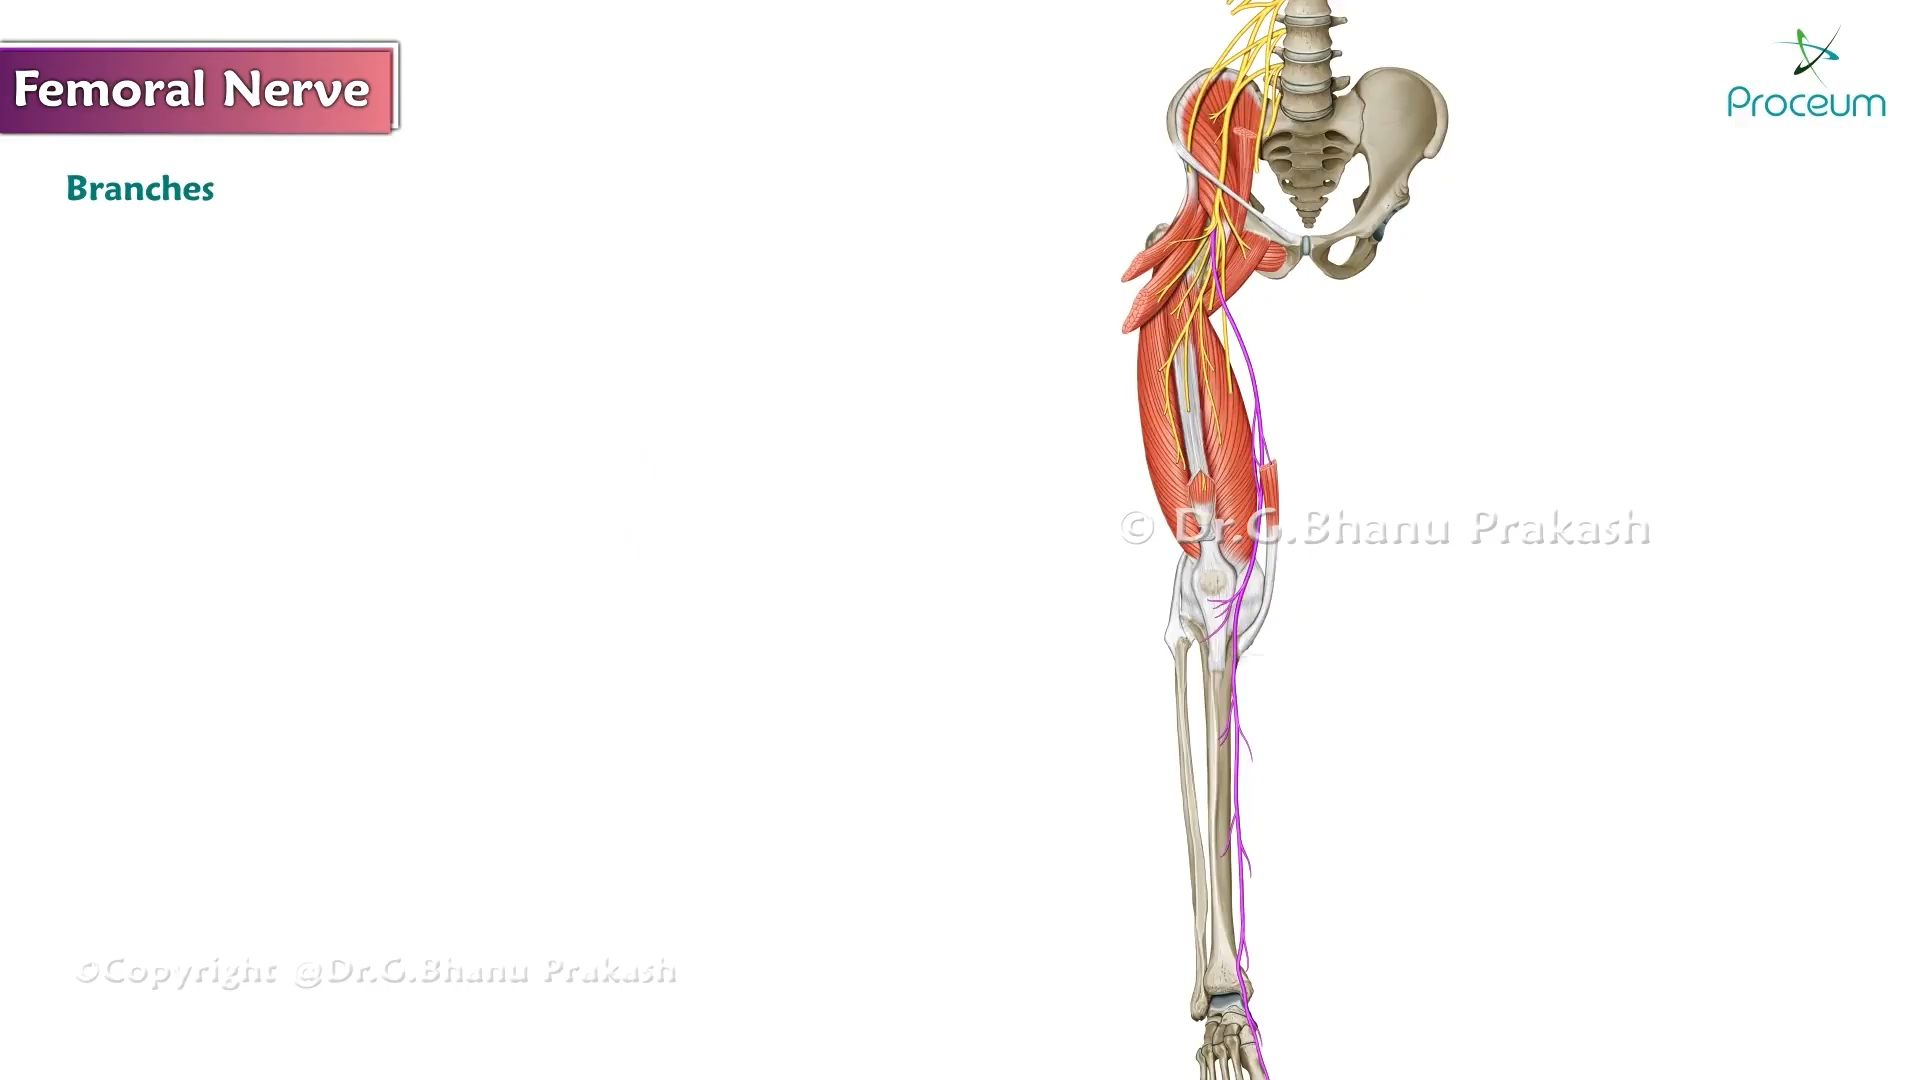 Femoral Nerve
Proceum
Branches
© Dr.G.Bhanu Prakash
©Copyright @Dr.G.Bhanu Prakash